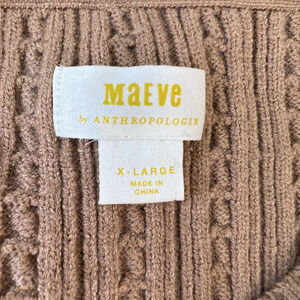 MAEVE
by ANTHROPOLOGIE
X-LARGE
MADE IN
CHINA